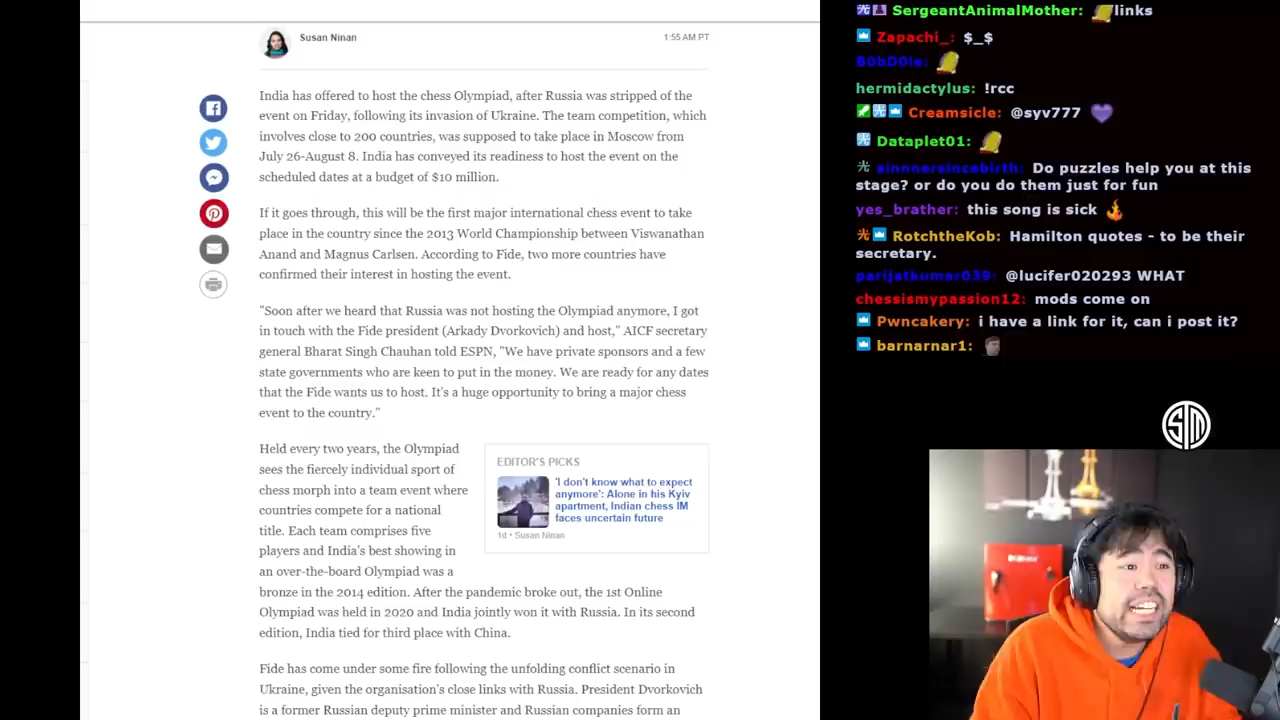 Susan Ninan
1:55 AM PT
India has offered to host the chess Olympiad, after Russia was stripped of the
event on Friday, following its invasion of Ukraine. The team competition, which
involves close to 200 countries, was supposed to take place in Moscow from
July 26-August 8. India has conveyed its readiness to host the event on the
scheduled dates at a budget of $10 million.
If it goes through, this will be the first major international chess event to take
place in the country since the 2013 World Championship between Viswanathan
Anand and Magnus Carlsen. According to Fide, two more countries have
confirmed their interest in hosting the event.
"Soon after we heard that Russia was not hosting the Olympiad anymore, I got
in touch with the Fide president (Arkady Dvorkovich) and host," AICF secretary
general Bharat Singh Chauhan told ESPN, "We have private sponsors and a few
state governments who are keen to put in the money. We are ready for any dates
that the Fide wants us to host. It's a huge opportunity to bring a major chess
event to the country."
Held every two years, the Olympiad
sees the fiercely individual sport of
chess morph into a team event where
countries compete for a national
title. Each team comprises five
players and India's best showing in
an over-the-board Olympiad was a
bronze in the 2014 edition. After the pandemic broke out, the 1st Online
Olympiad was held in 2020 and India jointly won it with Russia. In its second
edition, India tied for third place with China.
Fide has come under some fire following the unfolding conflict scenario in
Ukraine, given the organisation's close links with Russia. President Dvorkovich
is a former Russian deputy prime minister and Russian companies form an
EDITOR'S PICKS
'I don't know what to expect
anymore': Alone in his Kyiv
apartment, Indian chess IM
faces uncertain future
1d • Susan Ninan
SergeantAnimalMother: links
Zapachi_: $_$
B0bD0le:
hermidactylus: !rcc
Creamsicle: @syv777
Dataplet01:
sinnnersincebirth: Do puzzles help you at this
stage? or do you do them just for fun
yes_brather: this song is sick
RotchtheKob: Hamilton quotes - to be their
secretary.
parijatkumar039: @lucifer020293 WHAT
chessismypassion12: mods come on
Pwncakery: i have a link for it, can i post it?
barnarnar1: